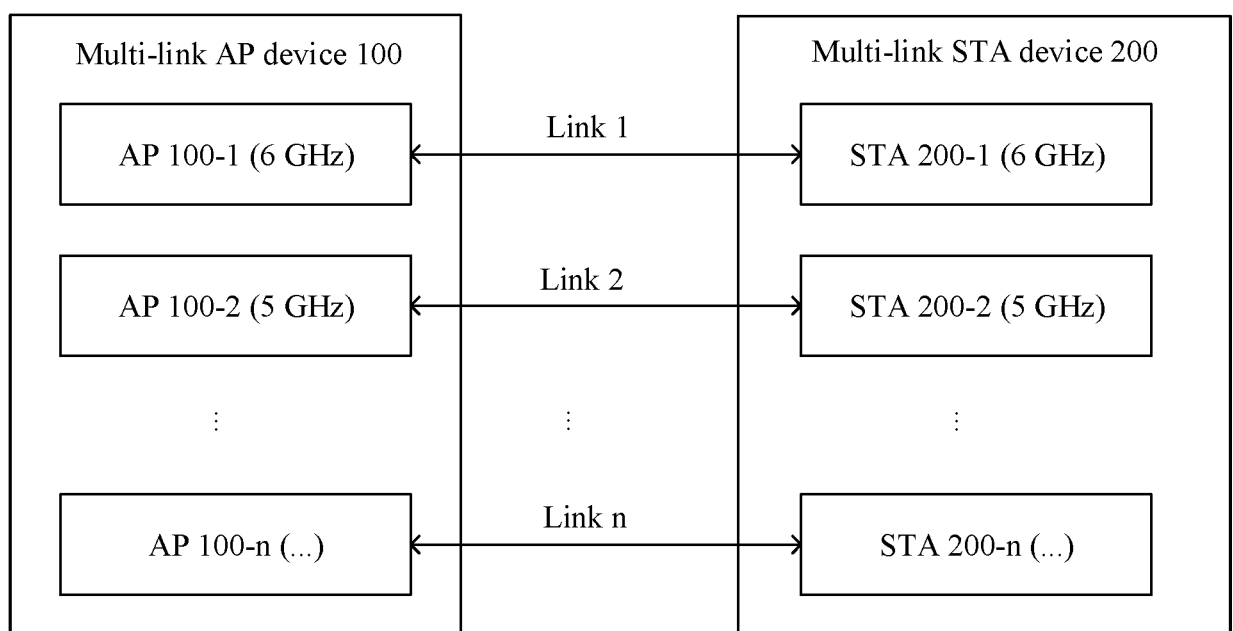 Multi-link AP device 100
Multi-link STA device 200
AP 100-1 (6 GHz)
Link 1
STA 200-1 (6 GHz)
AP 100-2 (5 GHz)
Link 2
STA 200-2 (5 GHz)
⋮ ⋮ ⋮
AP 100-n (...)
Link n
STA 200-n (...)